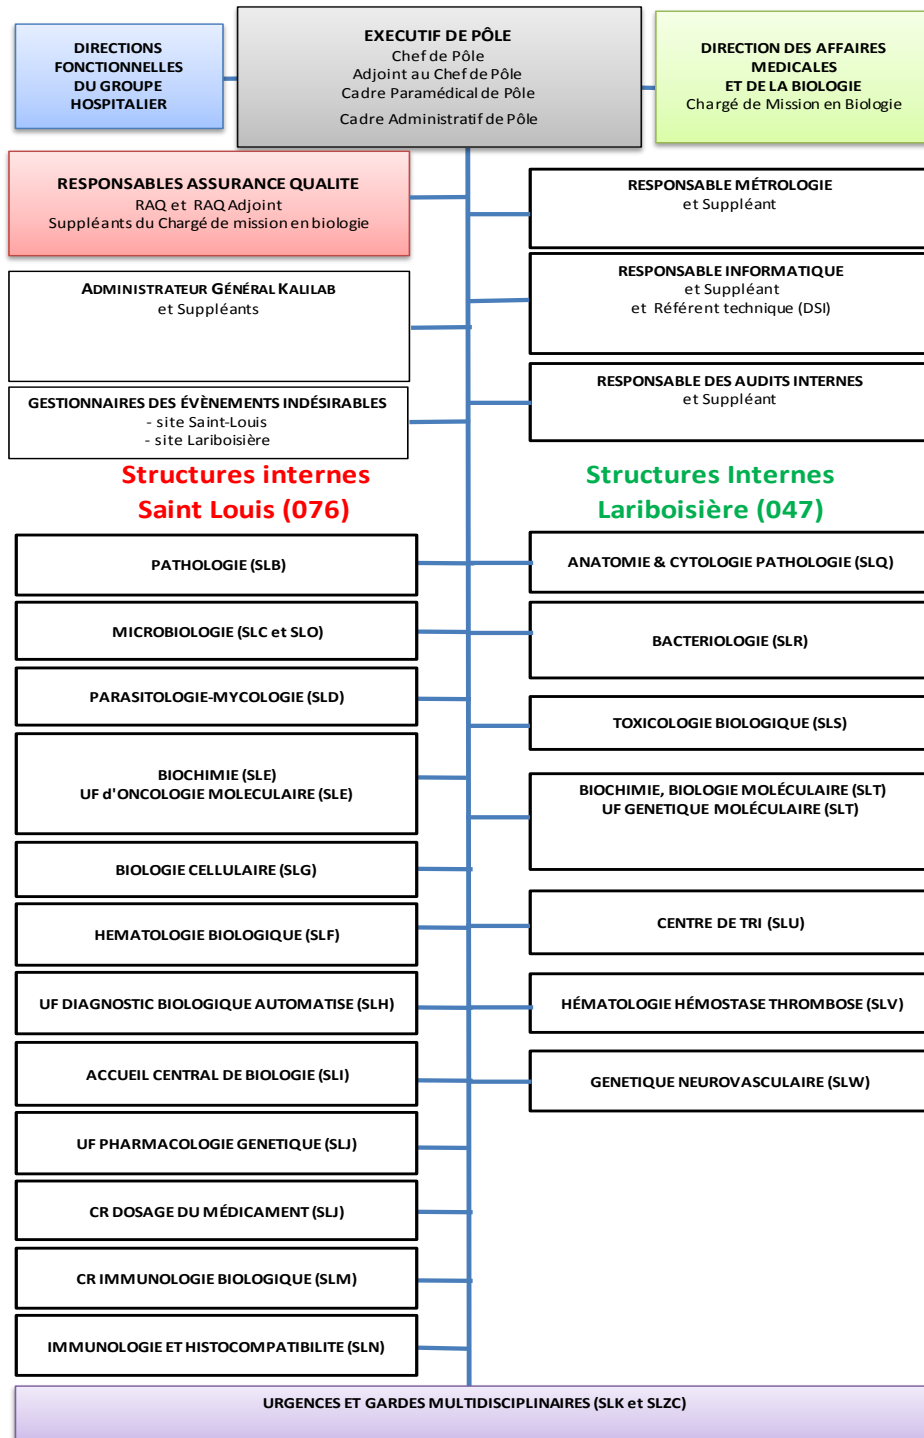 DIRECTIONS
FONCTIONNELLES
DU GROUPE
HOSPITALIER
EXECUTIF DE PÔLE
Chef de Pôle
Adjoint au Chef de Pôle
Cadre Paramédical de Pôle
Cadre Administratif de Pôle
DIRECTION DES AFFAIRES
MEDICALES
ET DE LA BIOLOGIE
Chargé de Mission en Biologie
RESPONSABLES ASSURANCE QUALITE
RAQ et RAQ Adjoint
Suppléants du Chargé de mission en biologie
RESPONSABLE MÉTROLOGIE
et Suppléant
ADMINISTRATEUR GÉNÉRAL KALILAB
et Suppléants
RESPONSABLE INFORMATIQUE
et Suppléant
et Référent technique (DSI)
GESTIONNAIRES DES ÉVÈNEMENTS INDÉSIRABLES
- site Saint-Louis
- site Lariboisière
RESPONSABLE DES AUDITS INTERNES
et Suppléant
Structures internes
Saint Louis (076)
PATHOLOGIE (SLB)
MICROBIOLOGIE (SLC et SLO)
PARASITOLOGIE-MYCOLOGIE (SLD)
BIOCHIMIE (SLE)
UF d'ONCOLOGIE MOLECULAIRE (SLE)
BIOLOGIE CELLULAIRE (SLG)
HEMATOLOGIE BIOLOGIQUE (SLF)
UF DIAGNOSTIC BIOLOGIQUE AUTOMATISE (SLH)
ACCUEIL CENTRAL DE BIOLOGIE (SLI)
UF PHARMACOLOGIE GENETIQUE (SLJ)
CR DOSAGE DU MÉDICAMENT (SLJ)
CR IMMUNOLOGIE BIOLOGIQUE (SLM)
IMMUNOLOGIE ET HISTOCOMPATIBILITE (SLN)
Structures Internes
Lariboisière (047)
ANATOMIE & CYTOLOGIE PATHOLOGIE (SLQ)
BACTERIOLOGIE (SLR)
TOXICOLOGIE BIOLOGIQUE (SLS)
BIOCHIMIE, BIOLOGIE MOLÉCULAIRE (SLT)
UF GENETIQUE MOLÉCULAIRE (SLT)
CENTRE DE TRI (SLU)
HÉMATOLOGIE HÉMOSTASE THROMBOSE (SLV)
GENETIQUE NEUROVASCULAIRE (SLW)
URGENCES ET GARDES MULTIDISCIPLINAIRES (SLK et SLZC)